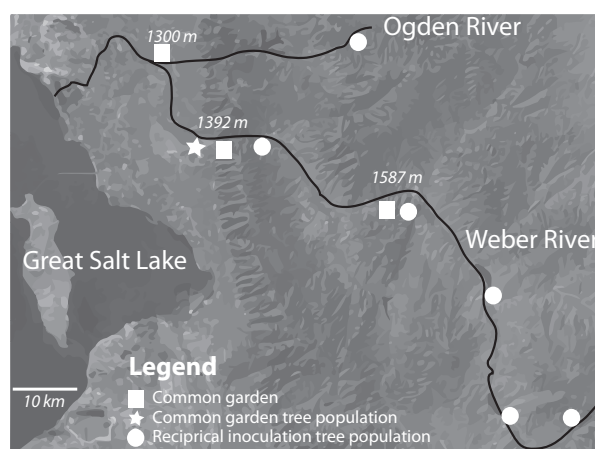 Ogden River
1300 m
1392 m
1587 m
Weber River
Great Salt Lake
Legend
Common garden
Common garden tree population
Reciprical inoculation tree population
10 km